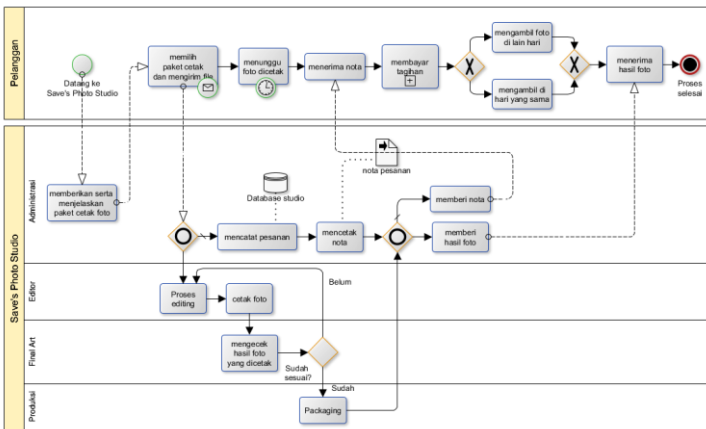 Pelanggan
Datang ke
Save's Photo Studio
memilih
paket cetak
dan mengirim file
menunggu
foto dicetak
menerima nota
membayar
tagihan
mengambil foto
di lain hari
mengambil di
hari yang sama
menerima
hasil foto
Proses
selesai
Save's Photo Studio
Administrasi
memberikan serta
menjelaskan
paket cetak foto
Database studio
nota pesanan
mencatat pesanan
mencetak
nota
memberi nota
memberi
hasil foto
Editor
Proses
editing
cetak foto
Belum
Final Art
mengecek
hasil foto
yang dicetak
Sudah
sesuai?
Sudah
Produksi
Packaging